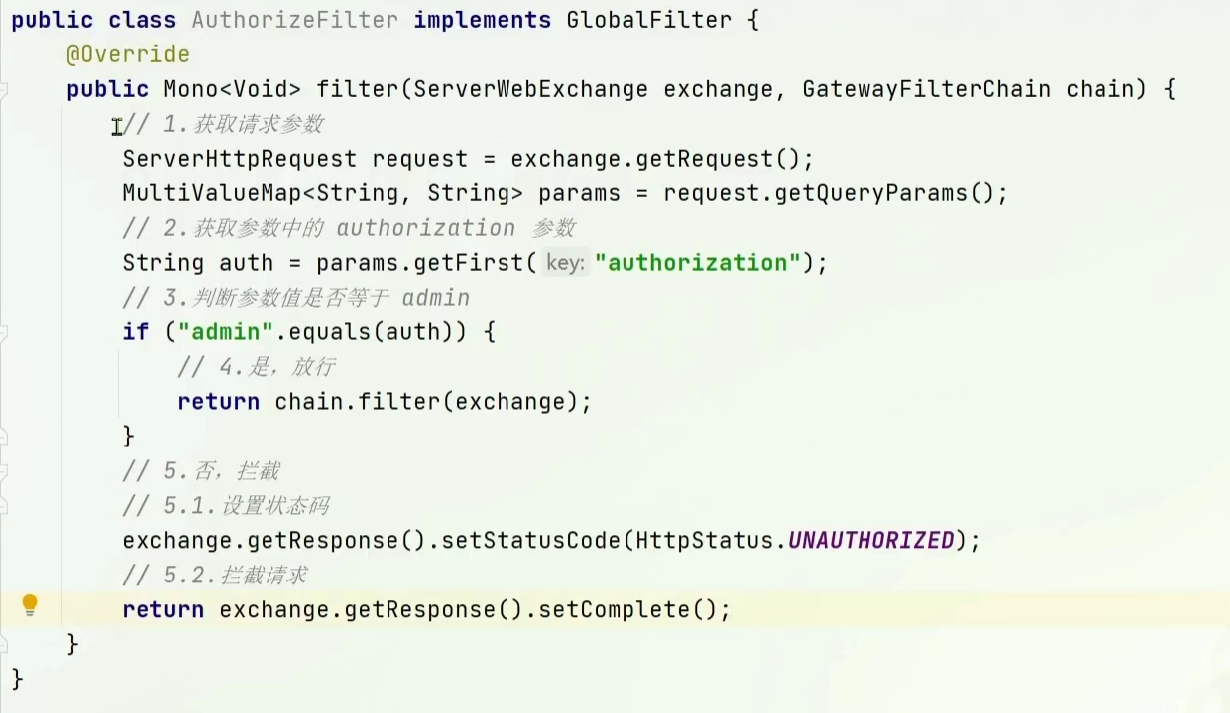 public class AuthorizeFilter implements GlobalFilter {
@Override
public Mono<Void> filter(ServerWebExchange exchange, GatewayFilterChain chain) {
// 1.获取请求参数
ServerHttpRequest request = exchange.getRequest();
MultiValueMap<String, String> params = request.getQueryParams();
// 2.获取参数中的 authorization 参数
String auth = params.getFirst( key: "authorization");
// 3.判断参数值是否等于 admin
if ("admin".equals(auth)) {
// 4.是，放行
return chain.filter(exchange);
}
// 5.否，拦截
// 5.1.设置状态码
exchange.getResponse().setStatusCode(HttpStatus.UNAUTHORIZED);
// 5.2.拦截请求
return exchange.getResponse().setComplete();
}
}